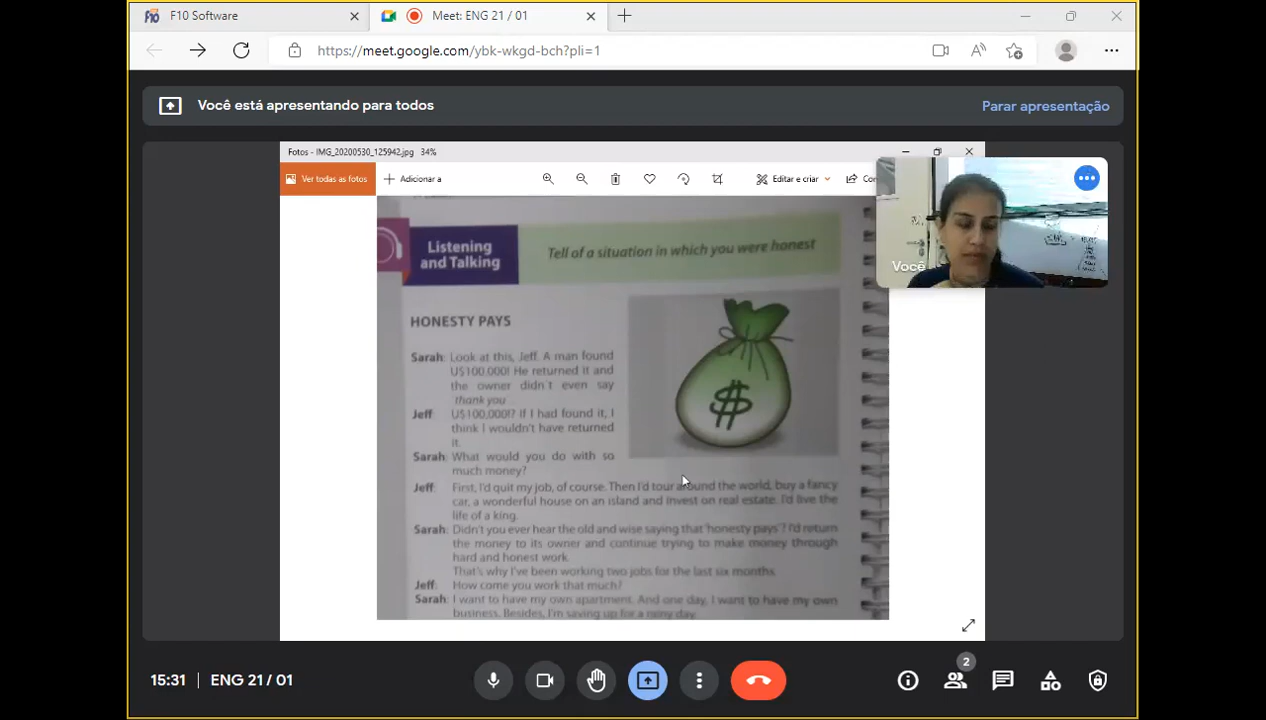 F10 Software
Meet: ENG 21 / 01
https://meet.google.com/ybk-wkgd-bch?pli=1
Você está apresentando para todos
Parar apresentação
Fotos - IMG_20200530_125942.jpg 34%
Ver todas as fotos
Adicionar a
Editar e criar
Você
Listening
and Talking
Tell of a situation in which you were honest
HONESTY PAYS
Sarah: Look at this, Jeff. A man found
U$100,000! He returned it and
the owner didn't even say
thank you
Jeff: U$100,000!? If I had found it, I
think I wouldn't have returned
it.
Sarah: What would you do with so
much money?
Jeff: First, I'd quit my job, of course. Then I'd tour around the world, buy a fancy
car, a wonderful house on an island and invest on real estate. I'd live the
life of a king.
Sarah: Didn't you ever hear the old and wise saying that 'honesty pays'? I'd return
the money to its owner and continue trying to make money through
hard and honest work.
That's why I've been working two jobs for the last six months.
Jeff: How come you work that much?
Sarah: I want to have my own apartment. And one day, I want to have my own
business. Besides, I'm saving up for a rainy day
$
15:31
ENG 21 / 01
2